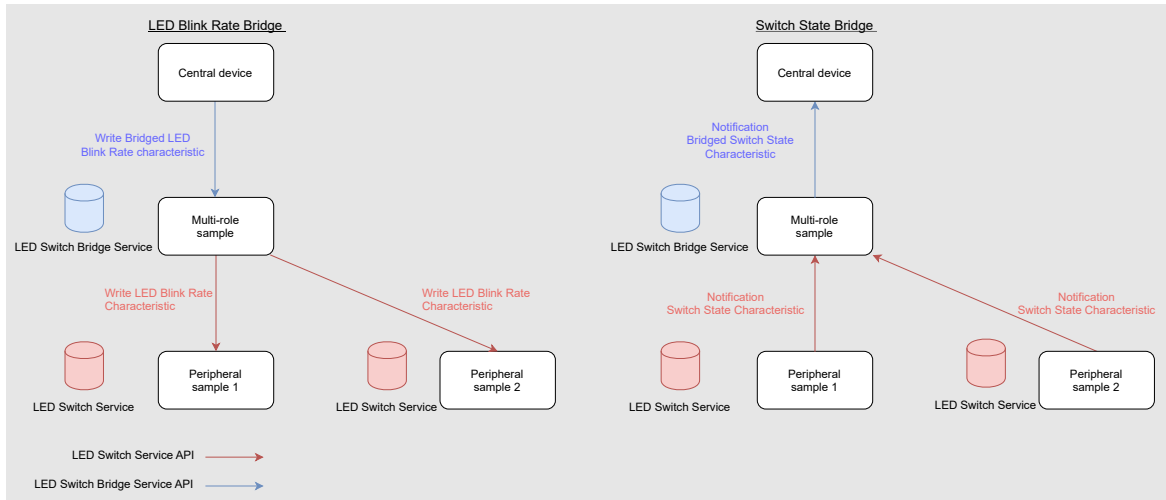 LED Blink Rate Bridge
Central device
Write Bridged LED
Blink Rate characteristic
Multi-role
sample
LED Switch Bridge Service
Write LED Blink Rate
Characteristic
Write LED Blink Rate
Characteristic
Peripheral
sample 1
LED Switch Service
Peripheral
sample 2
LED Switch Service
LED Switch Service API
LED Switch Bridge Service API
Switch State Bridge
Central device
Notification
Bridged Switch State
Characteristic
Multi-role
sample
LED Switch Bridge Service
Notification
Switch State Characteristic
Notification
Switch State Characteristic
Peripheral
sample 1
LED Switch Service
Peripheral
sample 2
LED Switch Service